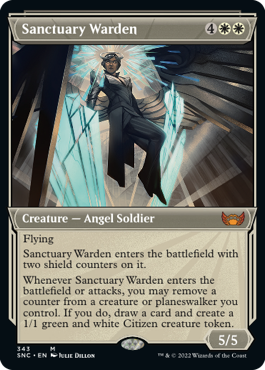 Sanctuary Warden 4
Creature — Angel Soldier
Flying
Sanctuary Warden enters the battlefield with
two shield counters on it.
Whenever Sanctuary Warden enters the
battlefield or attacks, you may remove a
counter from a creature or planeswalker you
control. If you do, draw a card and create a
1/1 green and white Citizen creature token.
5/5
343 M
SNC • EN Julie Dillon ™ & © 2022 Wizards of the Coast